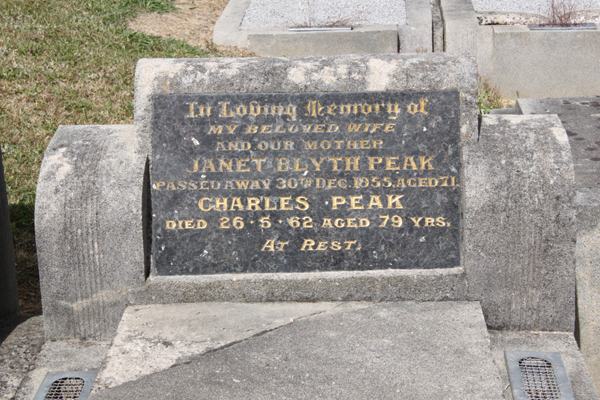 In Loving Memory of
MY BELOVED WIFE
AND OUR MOTHER
JANET BLYTH PEAK
PASSED AWAY 30TH DEC. 1955. AGED 71.
CHARLES PEAK
DIED 26·5·62 AGED 79 YRS.
AT REST.